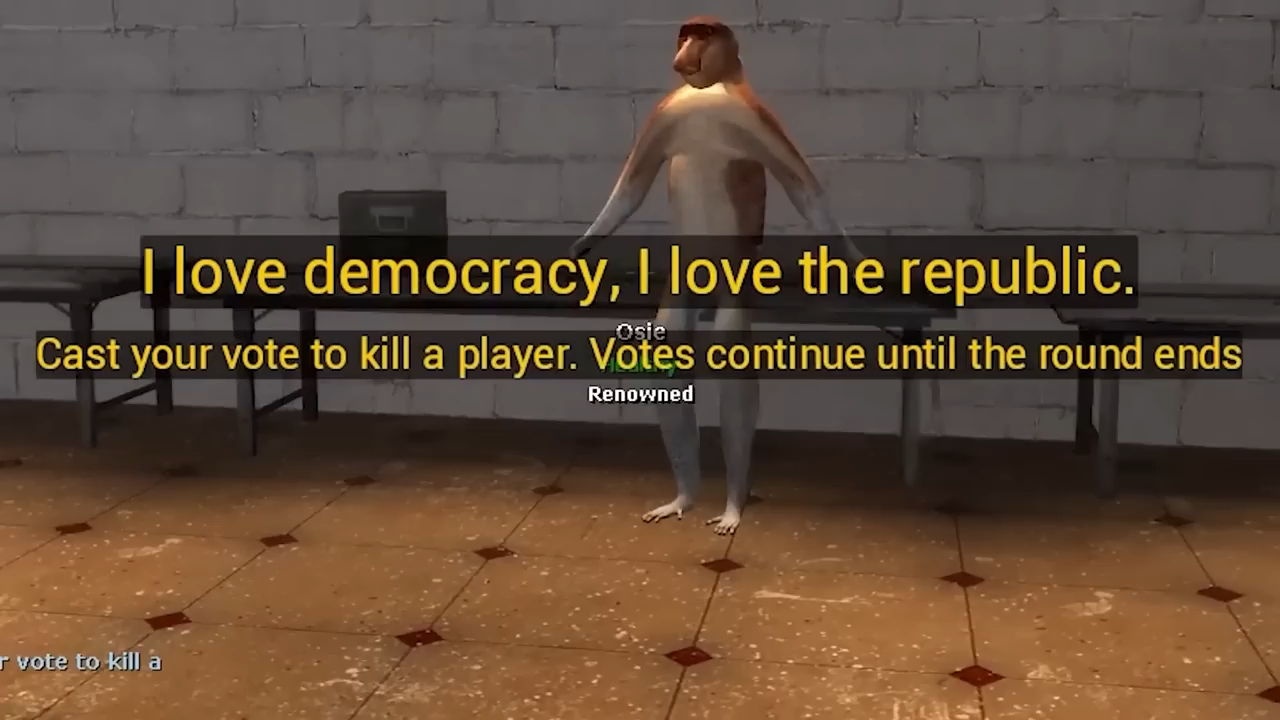 I love democracy, I love the republic.
Osie
Cast your vote to kill a player. Votes continue until the round ends
Healthy
Renowned
r vote to kill a